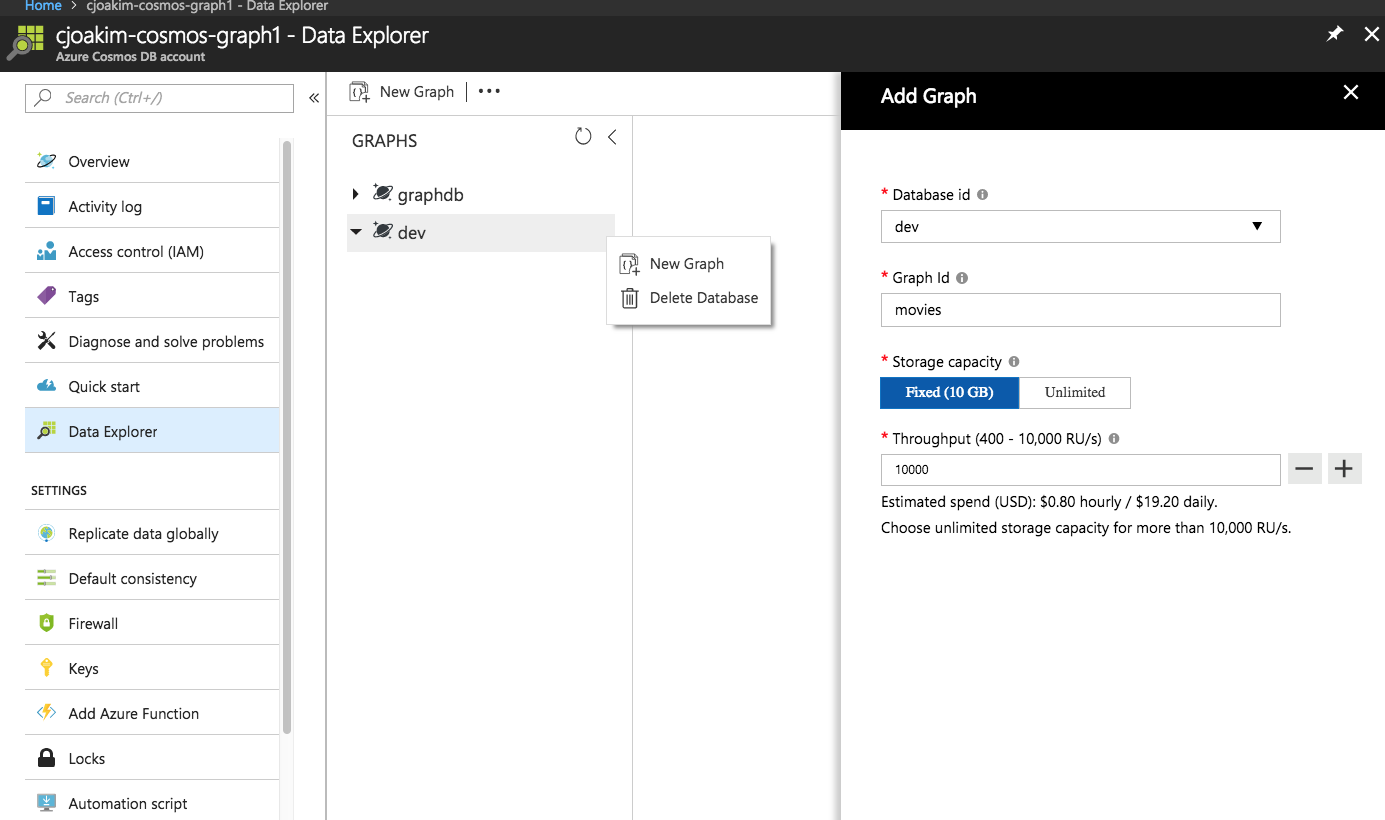 Home > cjoakim-cosmos-graph1 - Data Explorer
cjoakim-cosmos-graph1 - Data Explorer
Azure Cosmos DB account
Search (Ctrl+/)
«
Overview
Activity log
Access control (IAM)
Tags
Diagnose and solve problems
Quick start
Data Explorer
SETTINGS
Replicate data globally
Default consistency
Firewall
Keys
Add Azure Function
Locks
Automation script
New Graph
GRAPHS
graphdb
dev
New Graph
Delete Database
Add Graph
* Database id
dev
* Graph Id
movies
* Storage capacity
Fixed (10 GB) Unlimited
* Throughput (400 - 10,000 RU/s)
10000
Estimated spend (USD): $0.80 hourly / $19.20 daily.
Choose unlimited storage capacity for more than 10,000 RU/s.